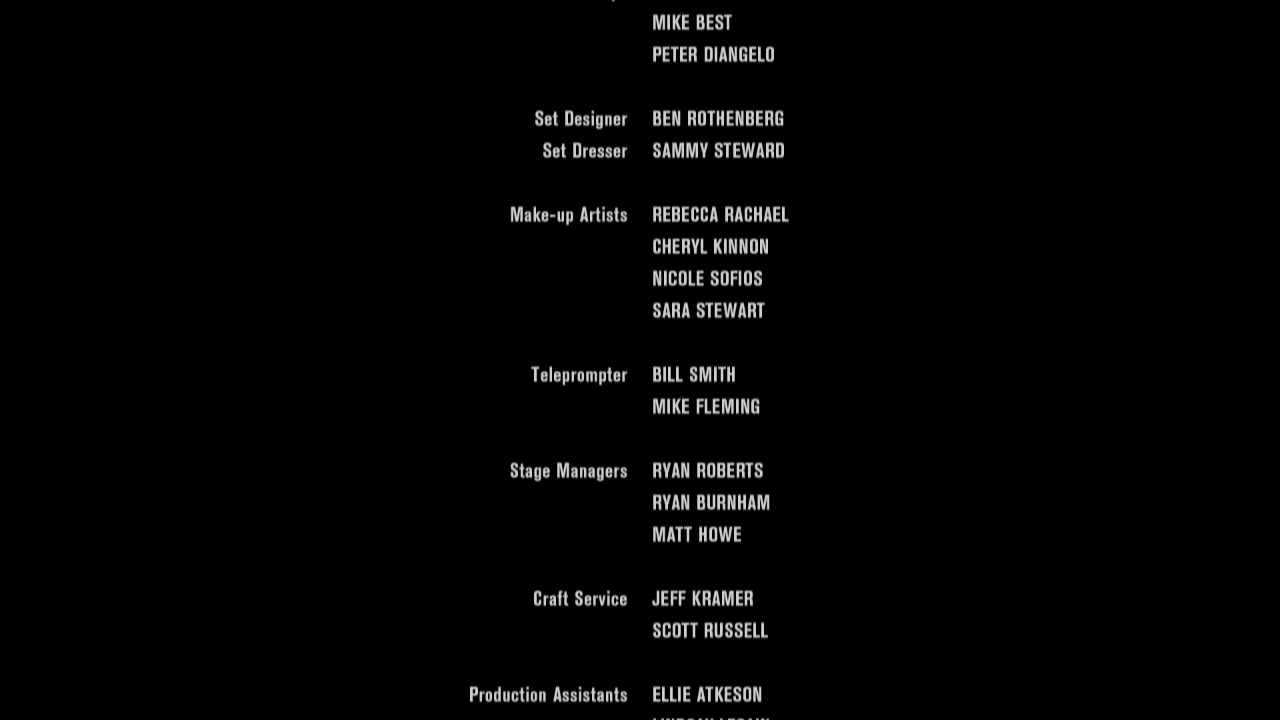 MIKE BEST
PETER DIANGELO
Set Designer BEN ROTHENBERG
Set Dresser SAMMY STEWARD
Make-up Artists REBECCA RACHAEL
CHERYL KINNON
NICOLE SOFIOS
SARA STEWART
Teleprompter BILL SMITH
MIKE FLEMING
Stage Managers RYAN ROBERTS
RYAN BURNHAM
MATT HOWE
Craft Service JEFF KRAMER
SCOTT RUSSELL
Production Assistants ELLIE ATKESON